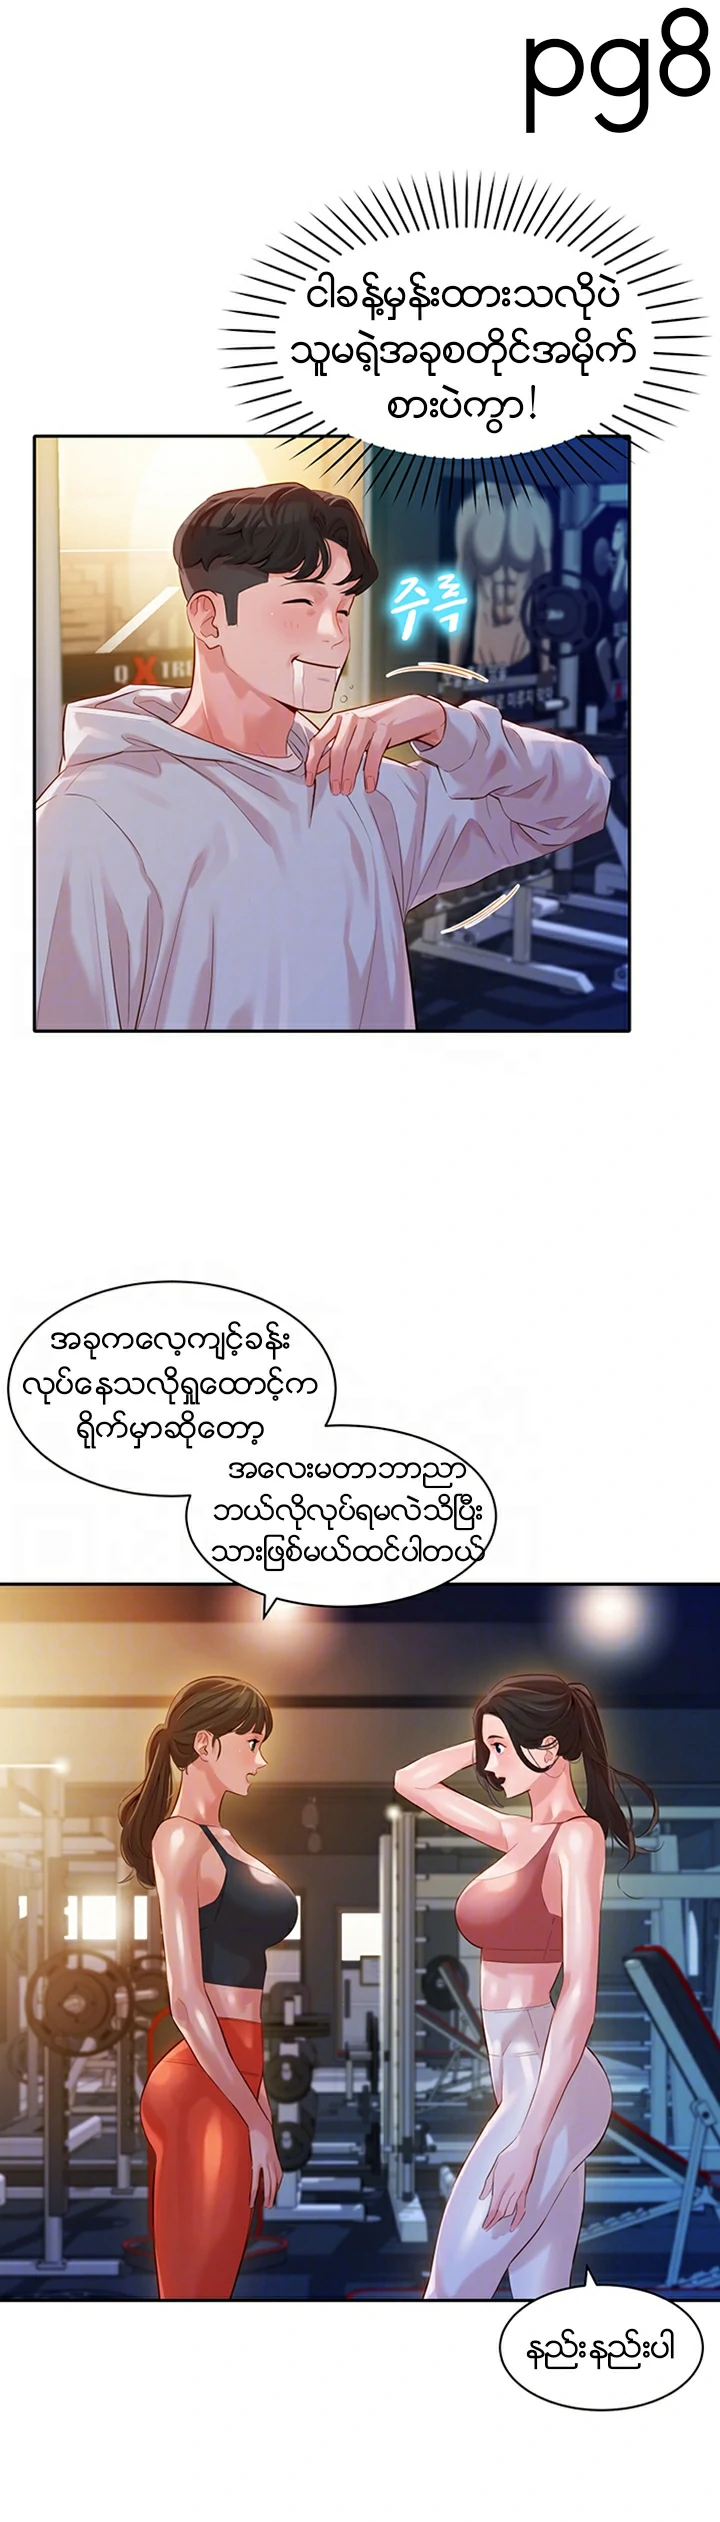 pg8
ငါခန့်မှန်းထားသလိုပဲ
သူမရဲ့အခုစတိုင်အမိုက်
စားပဲကွာ!
주륵
QXTRE
အခုကလေ့ကျင့်ခန်း
လုပ်နေသလိုရှုထောင့်က
ရိုက်မှာဆိုတော့
အလေးမတာဘာညာ
ဘယ်လိုလုပ်ရမလဲသိပြီး
သားဖြစ်မယ်ထင်ပါတယ်
နည်းနည်းပါ